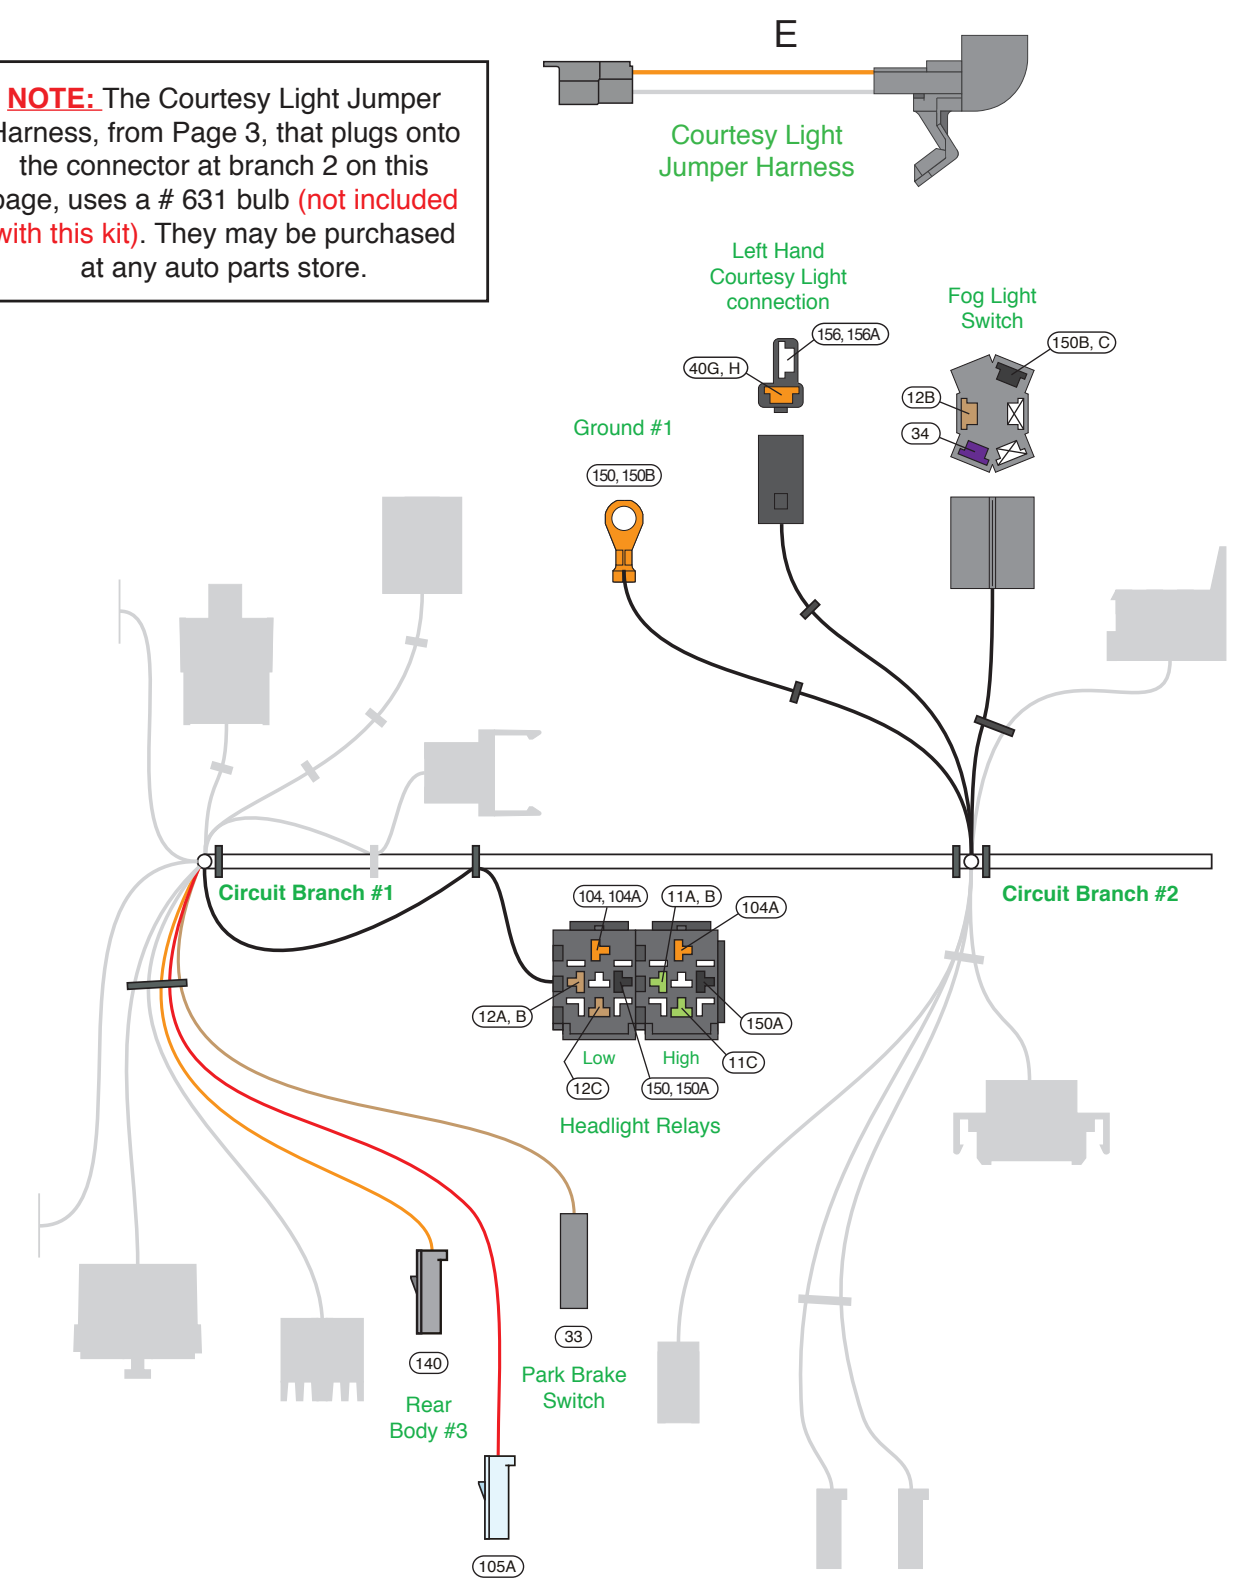 E
NOTE: The Courtesy Light Jumper
Harness, from Page 3, that plugs onto
the connector at branch 2 on this
page, uses a # 631 bulb (not included
with this kit). They may be purchased
at any auto parts store.
Courtesy Light
Jumper Harness
Left Hand
Courtesy Light
connection
156, 156A
40G, H
Fog Light
Switch
150B, C
12B
34
Ground #1
150, 150B
Circuit Branch #1
Circuit Branch #2
104, 104A
11A, B
104A
12A, B
150A
Low
High
11C
12C
150, 150A
Headlight Relays
33
Park Brake
Switch
140
Rear
Body #3
105A